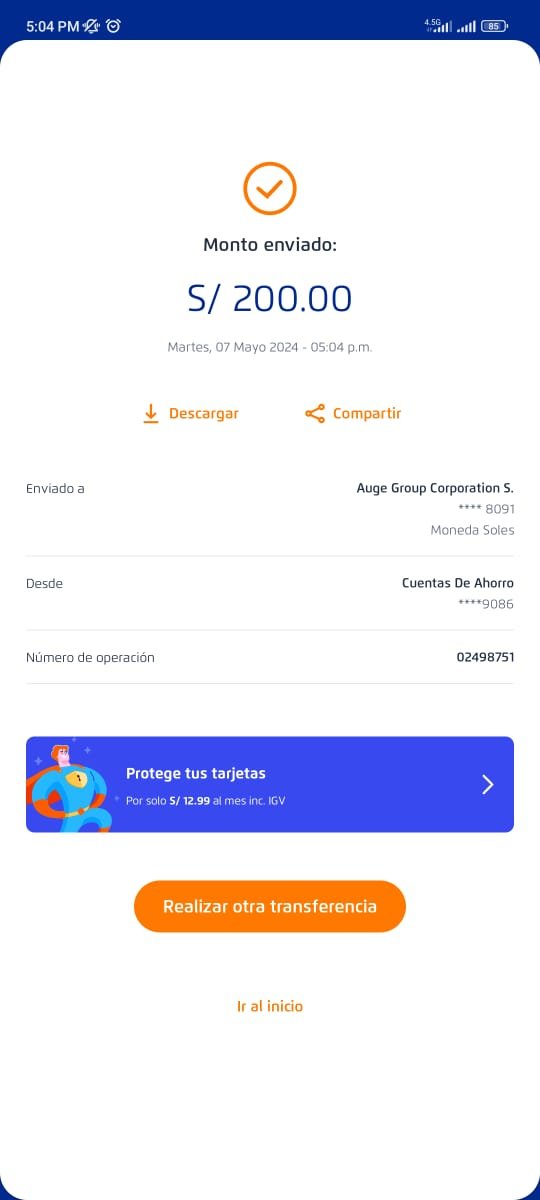 5:04 PM
4.5G
85
Monto enviado:
S/ 200.00
Martes, 07 Mayo 2024 - 05:04 p.m.
Descargar
Compartir
Enviado a
Auge Group Corporation S.
**** 8091
Moneda Soles
Desde
Cuentas De Ahorro
****9086
Número de operación
02498751
Protege tus tarjetas
Por solo S/ 12.99 al mes inc. IGV
Realizar otra transferencia
Ir al inicio